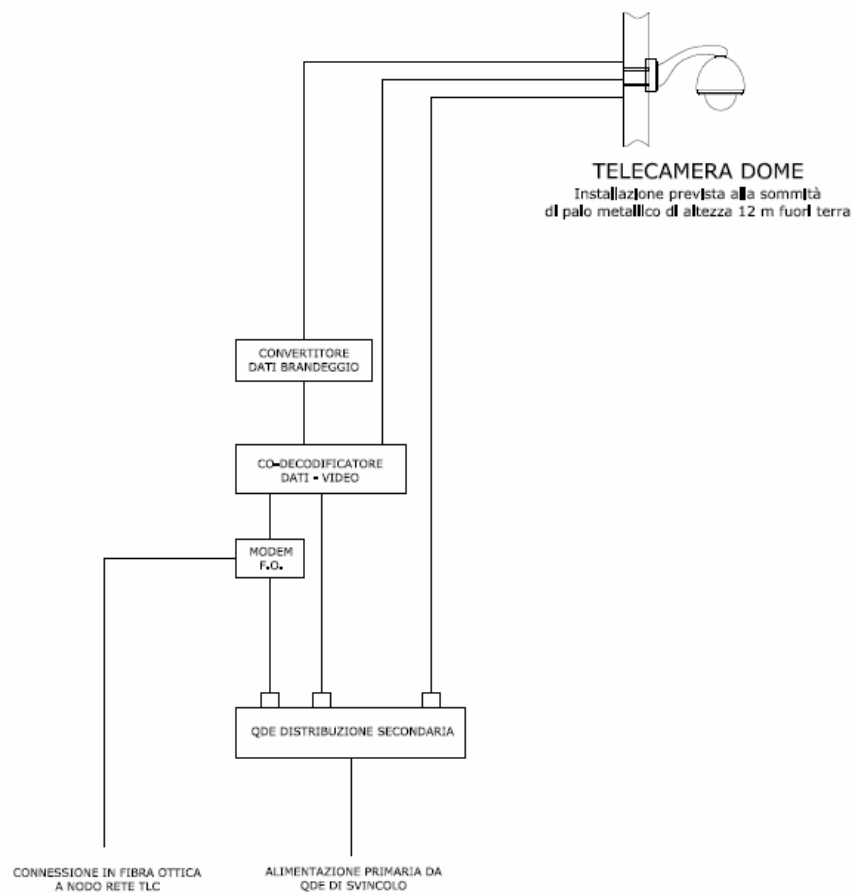 TELECAMERA DOME
Installazione prevista alla sommità
di palo metallico di altezza 12 m fuori terra
CONVERTITORE
DATI BRANDEGGIO
CO-DECODIFICATORE
DATI - VIDEO
MODEM
F.O.
QDE DISTRIBUZIONE SECONDARIA
CONNESSIONE IN FIBRA OTTICA
A NODO RETE TLC
ALIMENTAZIONE PRIMARIA DA
QDE DI SVINCOLO